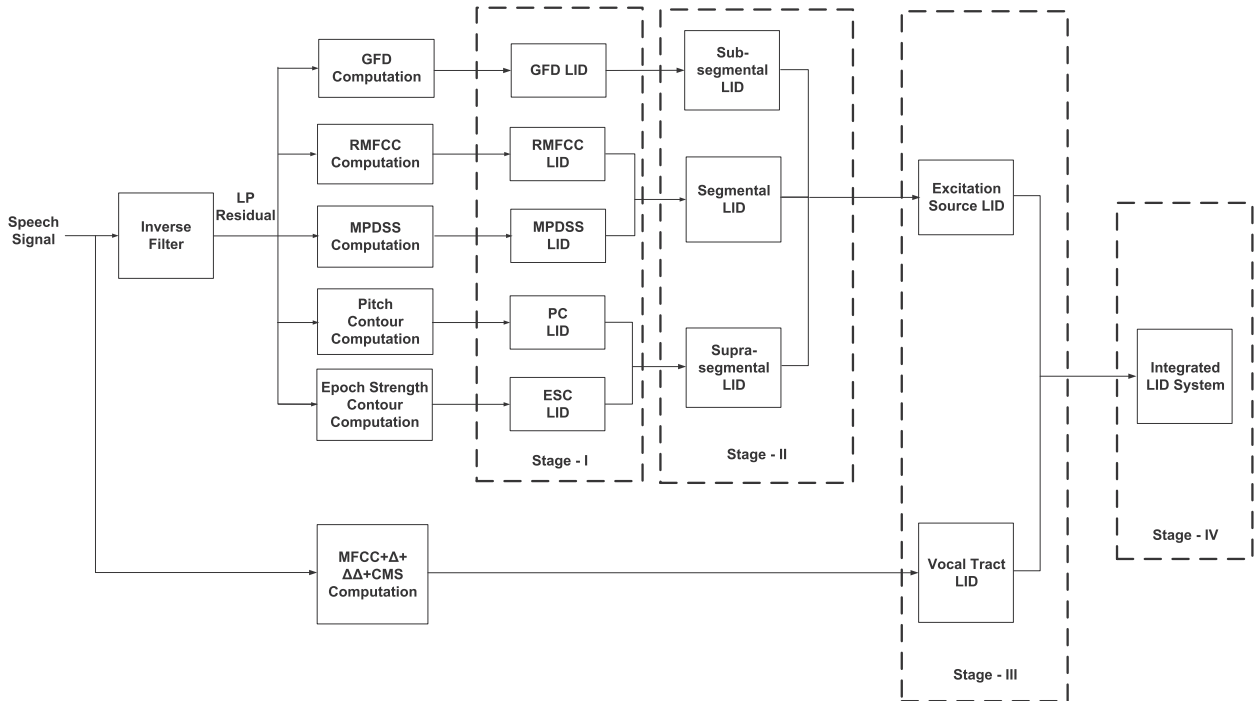 GFD
Computation
GFD LID
Sub-
segmental
LID
RMFCC
Computation
RMFCC
LID
Segmental
LID
Excitation
Source LID
Speech
Signal
Inverse
Filter
LP
Residual
MPDSS
Computation
MPDSS
LID
Pitch
Contour
Computation
PC
LID
Supra-
segmental
LID
Integrated
LID System
Epoch Strength
Contour
Computation
ESC
LID
Stage - I
Stage - II
Stage - IV
MFCC+Δ+
ΔΔ+CMS
Computation
Vocal Tract
LID
Stage - III